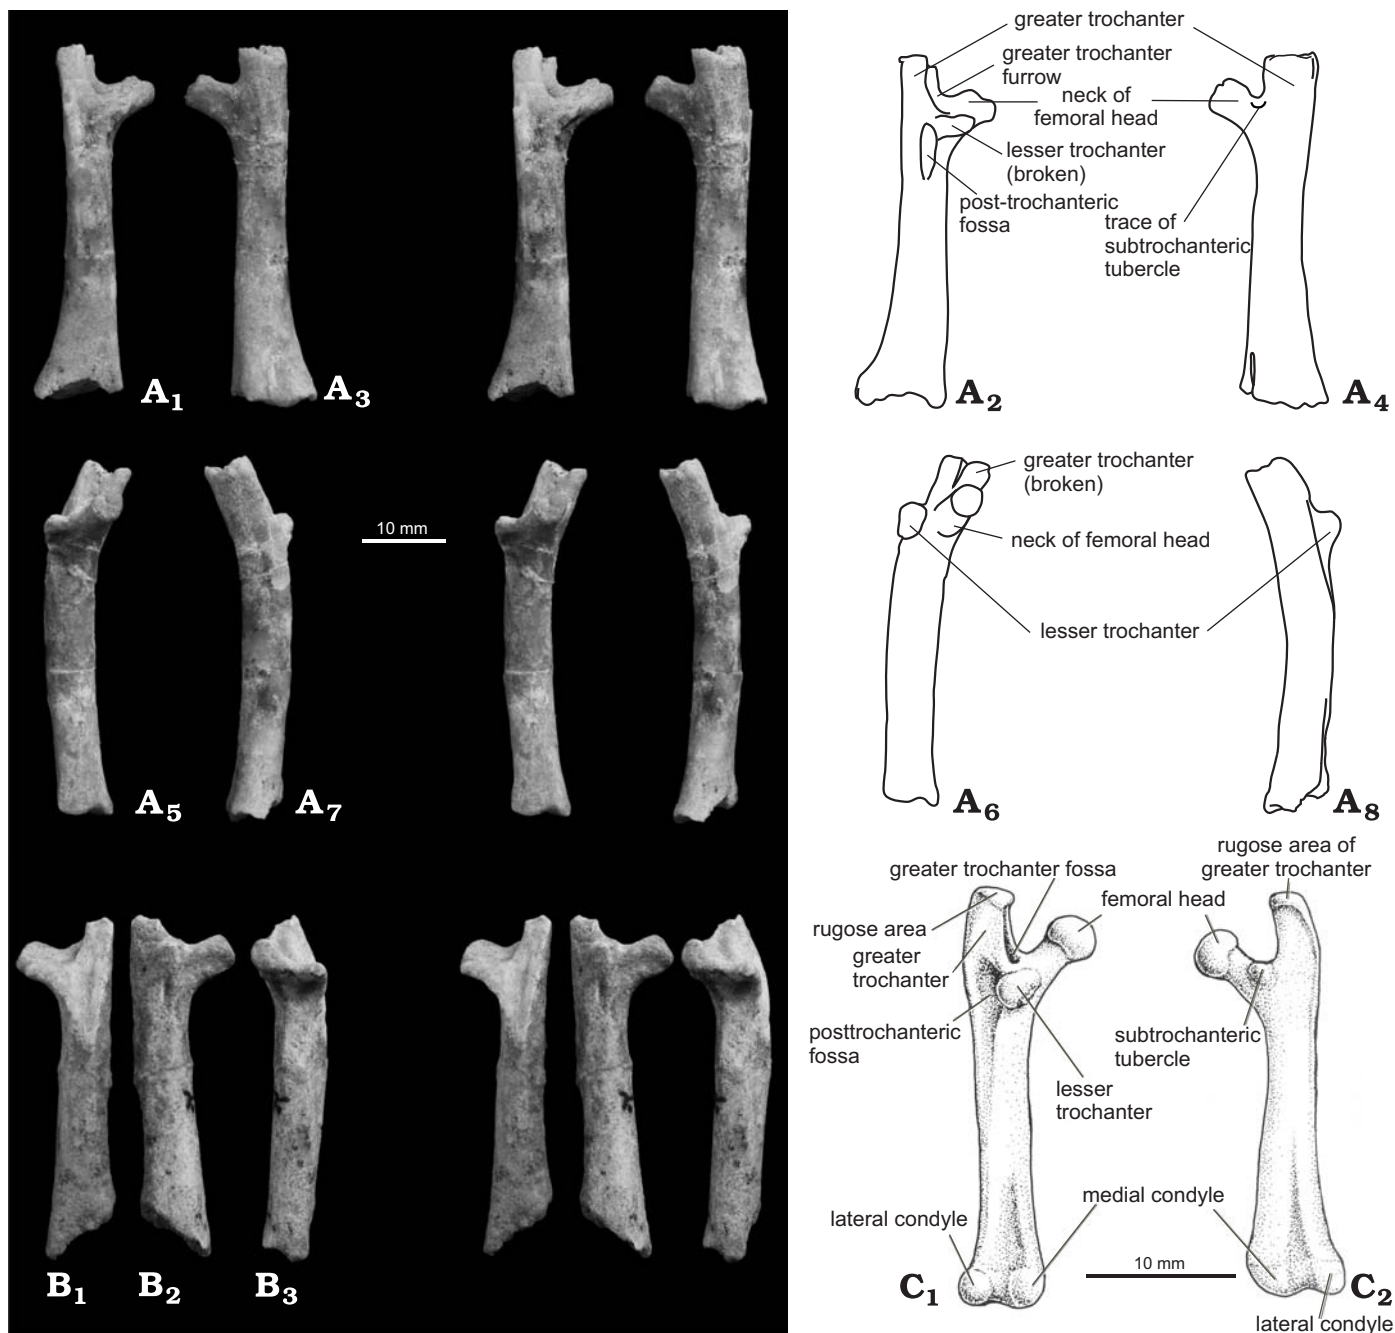 greater trochanter
greater trochanter
furrow
neck of
femoral head
lesser trochanter
(broken)
post-trochanteric
fossa
trace of
subtrochanteric
tubercle
A1
A3
A2
A4
greater trochanter
(broken)
10 mm
neck of femoral head
lesser trochanter
A5
A7
A6
A8
rugose area of
greater trochanter
greater trochanter fossa
femoral head
rugose area
greater
trochanter
posttrochanteric
fossa
subtrochanteric
tubercle
lesser
trochanter
medial condyle
lateral condyle
10 mm
B1
B2
B3
C1
C2
lateral condyle